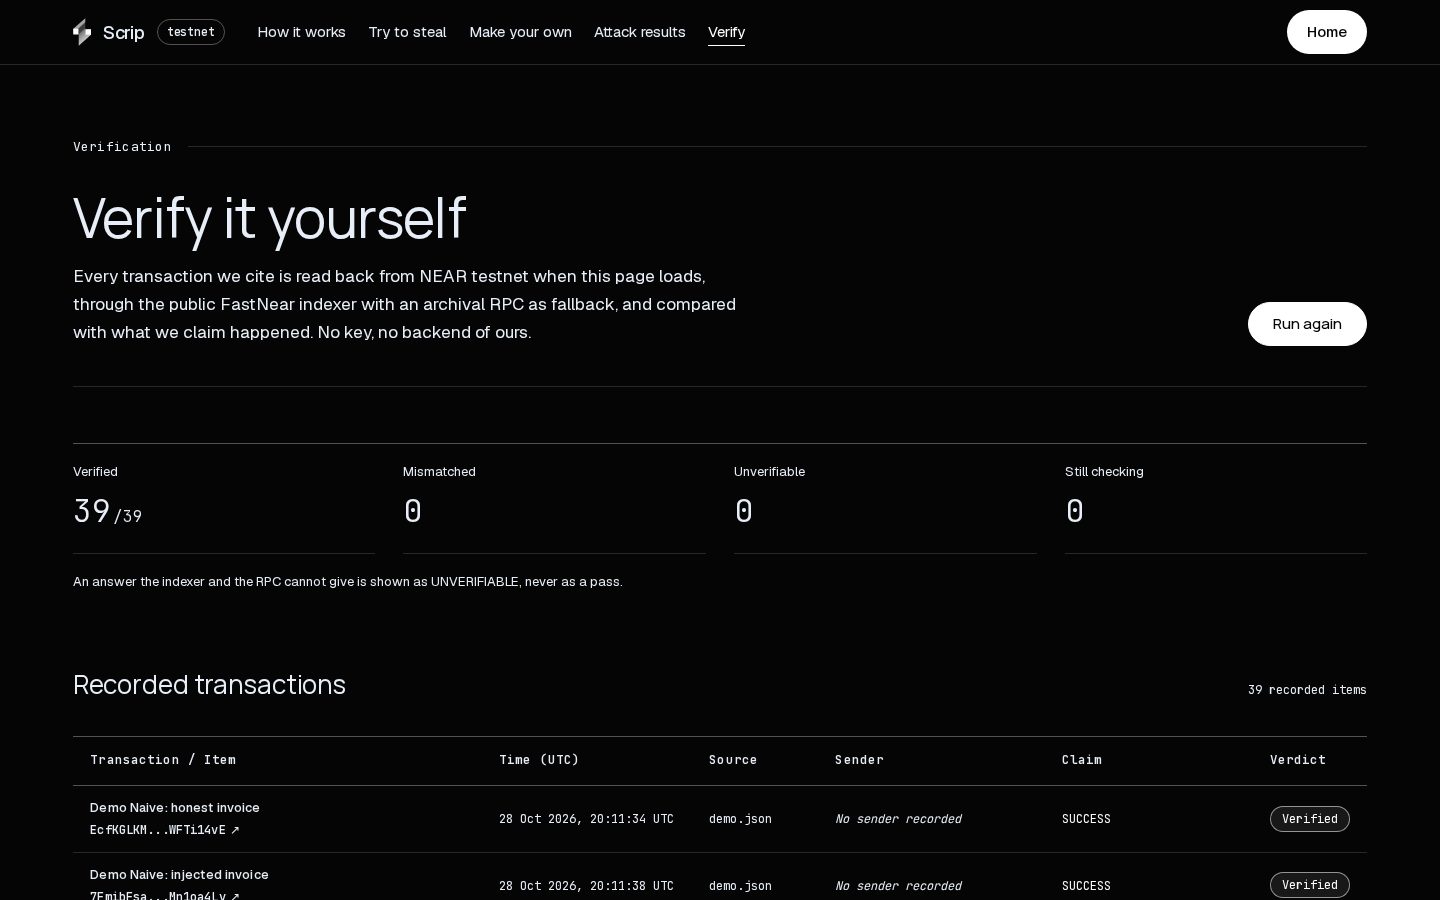 Scrip testnet How it works Try to steal Make your own Attack results Verify Home
Verification
Verify it yourself
Every transaction we cite is read back from NEAR testnet when this page loads,
through the public FastNear indexer with an archival RPC as fallback, and compared
with what we claim happened. No key, no backend of ours.
Run again
Verified Mismatched Unverifiable Still checking
39/39 0 0 0
An answer the indexer and the RPC cannot give is shown as UNVERIFIABLE, never as a pass.
Recorded transactions
39 recorded items
Transaction / Item Time (UTC) Source Sender Claim Verdict
Demo Naive: honest invoice
EcfKGLKM...WFTi14vE ↗ 28 Oct 2026, 20:11:34 UTC demo.json No sender recorded SUCCESS Verified
Demo Naive: injected invoice
28 Oct 2026, 20:11:38 UTC demo.json No sender recorded SUCCESS Verified